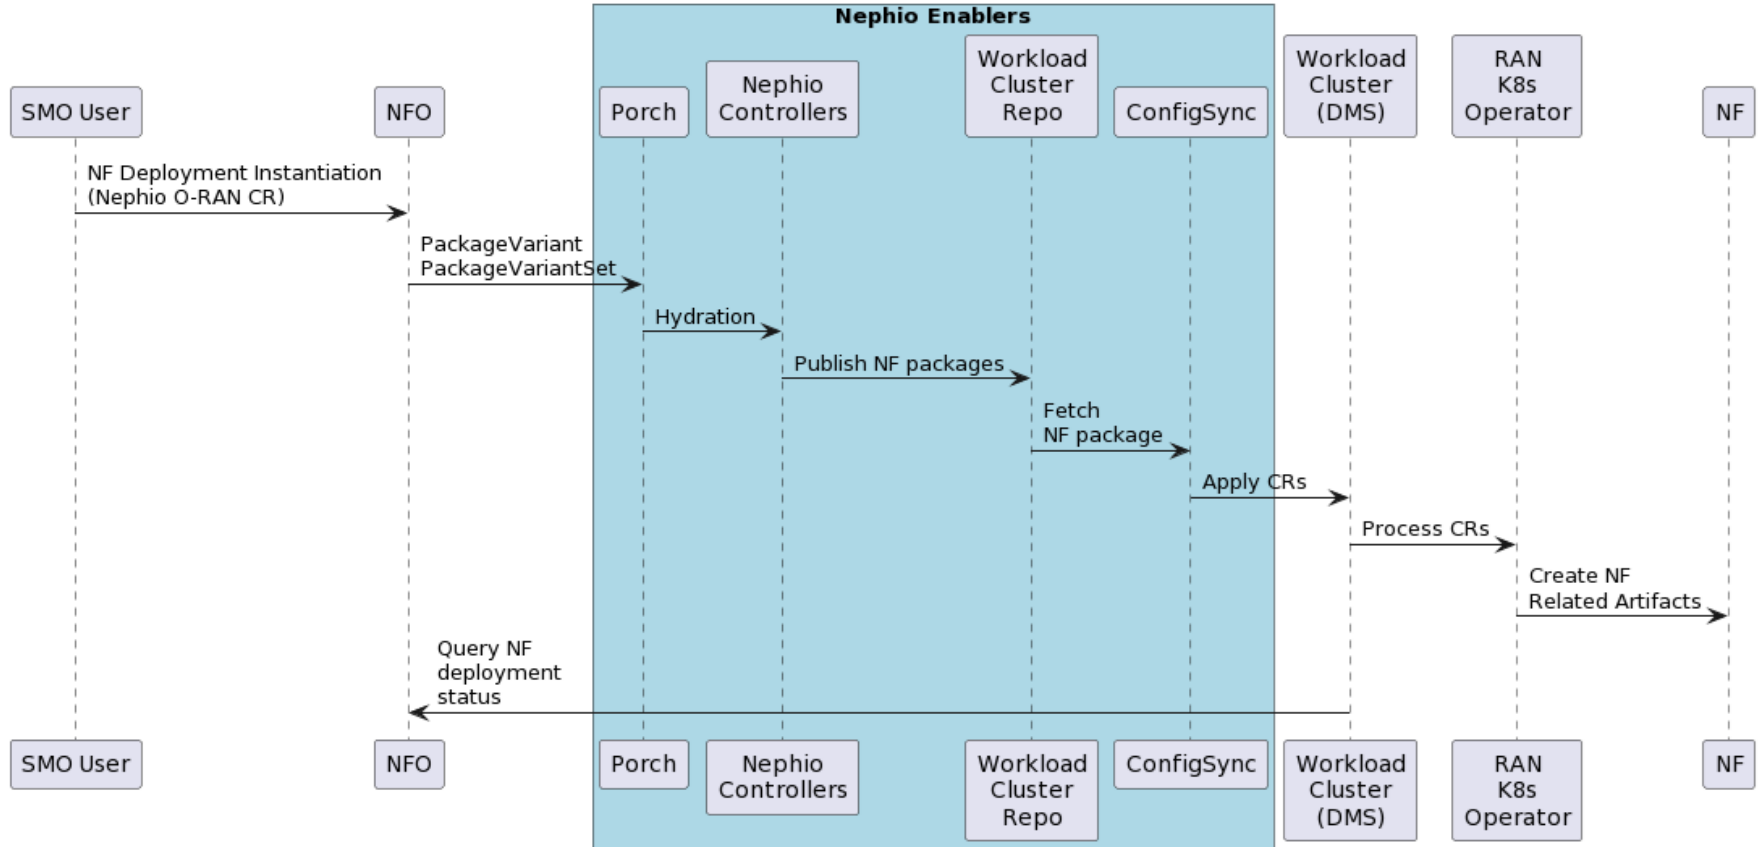 Nephio Enablers
SMO User
NFO
Porch
Nephio
Controllers
Workload
Cluster
Repo
ConfigSync
Workload
Cluster
(DMS)
RAN
K8s
Operator
NF
NF Deployment Instantiation
(Nephio O-RAN CR)
PackageVariant
PackageVariantSet
Hydration
Publish NF packages
Fetch
NF package
Apply CRs
Process CRs
Create NF
Related Artifacts
Query NF
deployment
status
SMO User
NFO
Porch
Nephio
Controllers
Workload
Cluster
Repo
ConfigSync
Workload
Cluster
(DMS)
RAN
K8s
Operator
NF